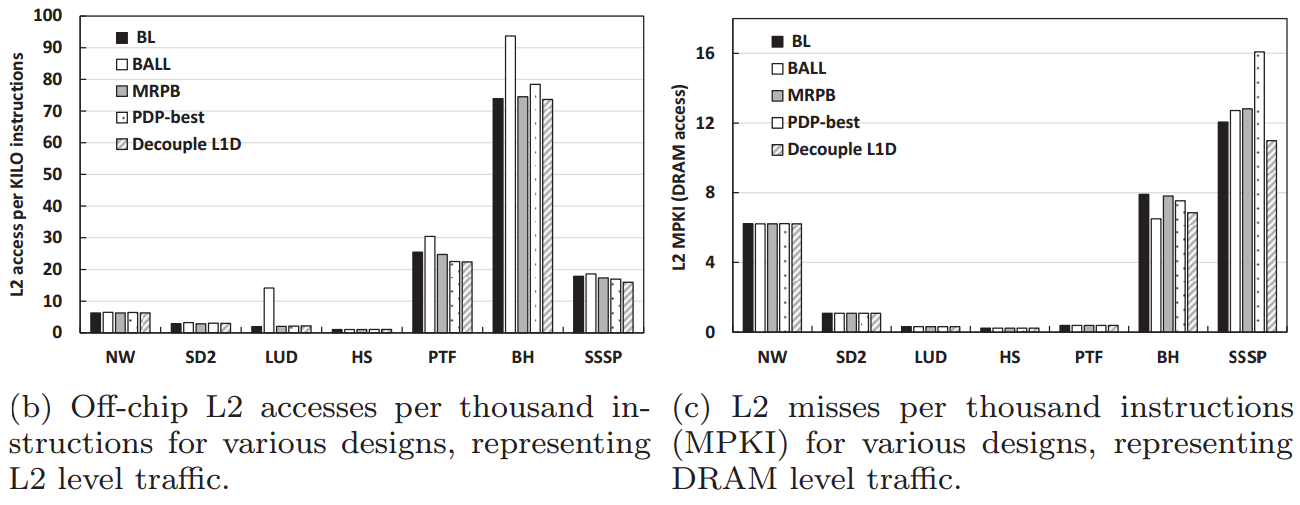 L2 access per KILO instructions
100
90
80
70
60
50
40
30
20
10
0
BL
BALL
MRPB
PDP-best
Decouple L1D
NW SD2 LUD HS PTF BH SSSP
(b) Off-chip L2 accesses per thousand in-
structions for various designs, representing
L2 level traffic.
L2 MPKI (DRAM access)
16
12
8
4
0
BL
BALL
MRPB
PDP-best
Decouple L1D
NW SD2 LUD HS PTF BH SSSP
(c) L2 misses per thousand instructions
(MPKI) for various designs, representing
DRAM level traffic.